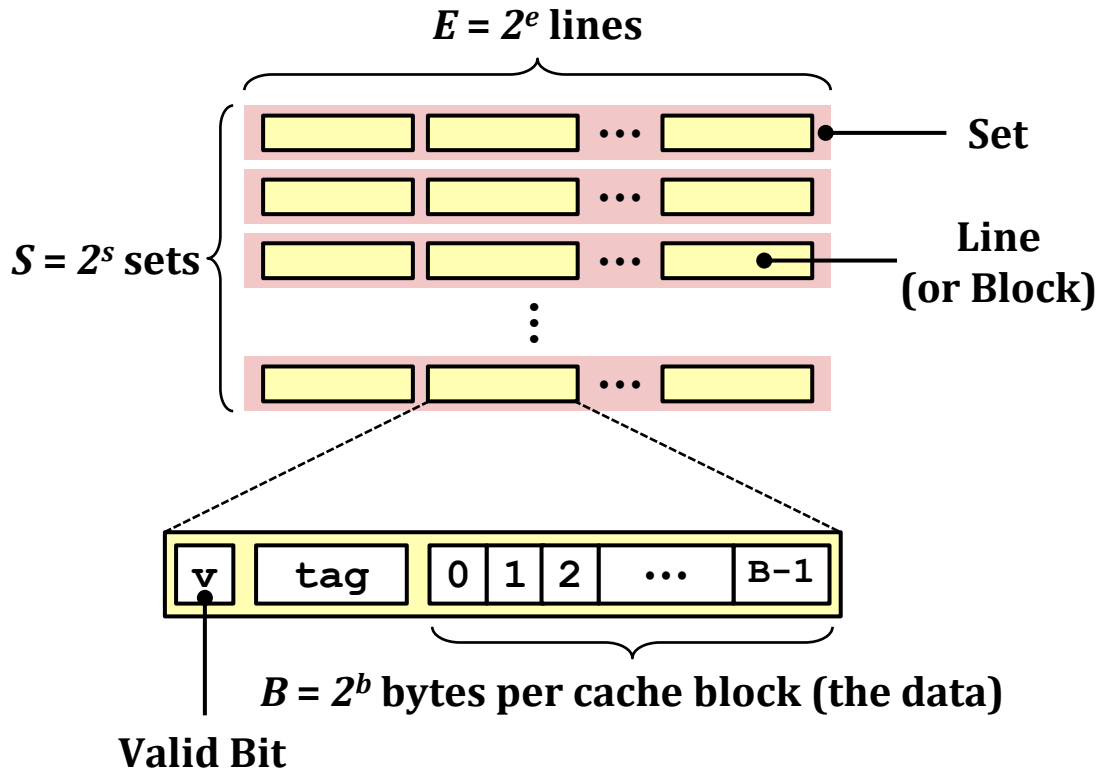 E = 2^e lines
•••
Set
•••
S = 2^s sets
•••
Line
(or Block)
•••
v tag 0 1 2 ••• B-1
B = 2^b bytes per cache block (the data)
Valid Bit